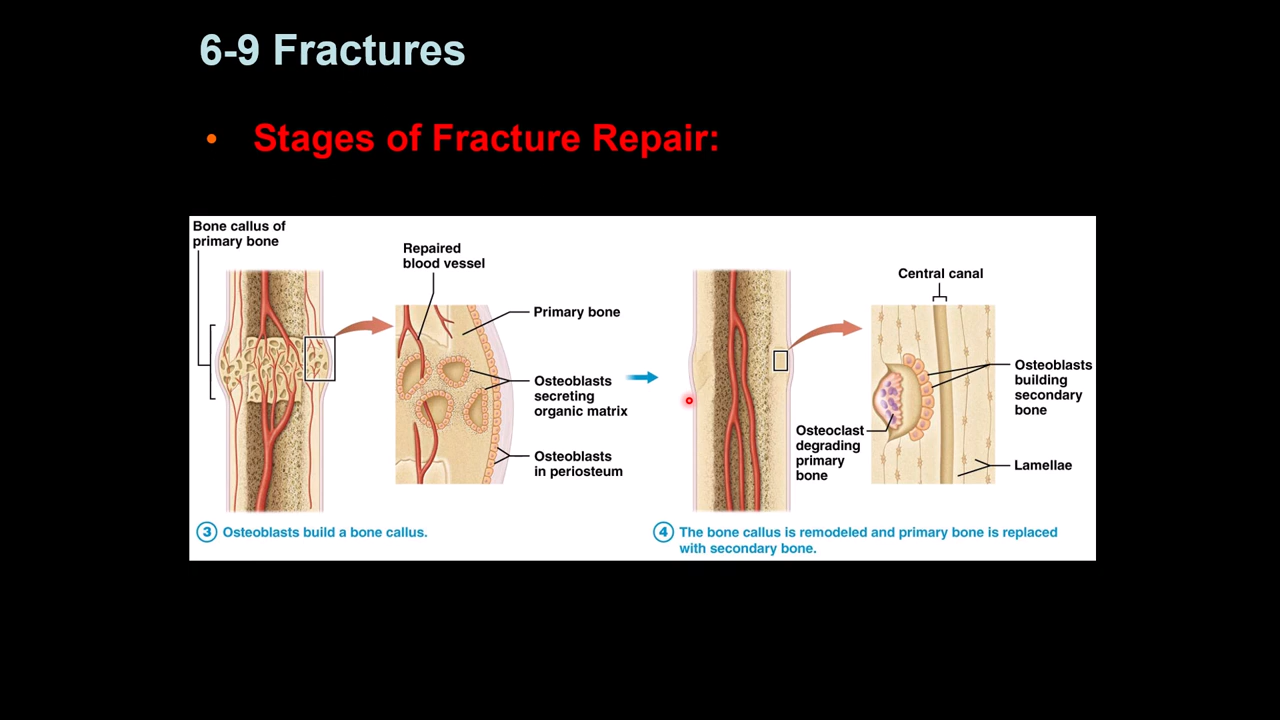 6-9 Fractures
• Stages of Fracture Repair:
Bone callus of
primary bone
Repaired
blood vessel
Primary bone
Osteoblasts
secreting
organic matrix
Osteoblasts
in periosteum
3 Osteoblasts build a bone callus.
Central canal
Osteoblasts
building
secondary
bone
Osteoclast
degrading
primary
bone
Lamellae
4 The bone callus is remodeled and primary bone is replaced
with secondary bone.